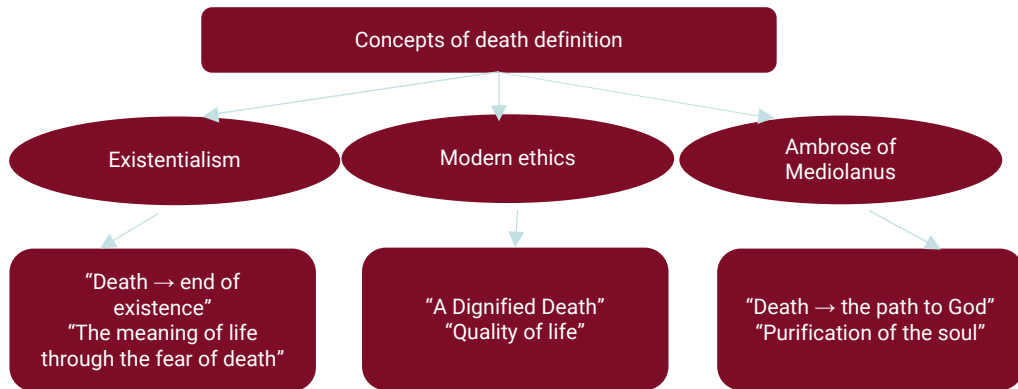 Concepts of death definition
Existentialism
Modern ethics
Ambrose of
Mediolanus
“Death → end of
existence”
“The meaning of life
through the fear of death”
“A Dignified Death”
“Quality of life”
“Death → the path to God”
“Purification of the soul”